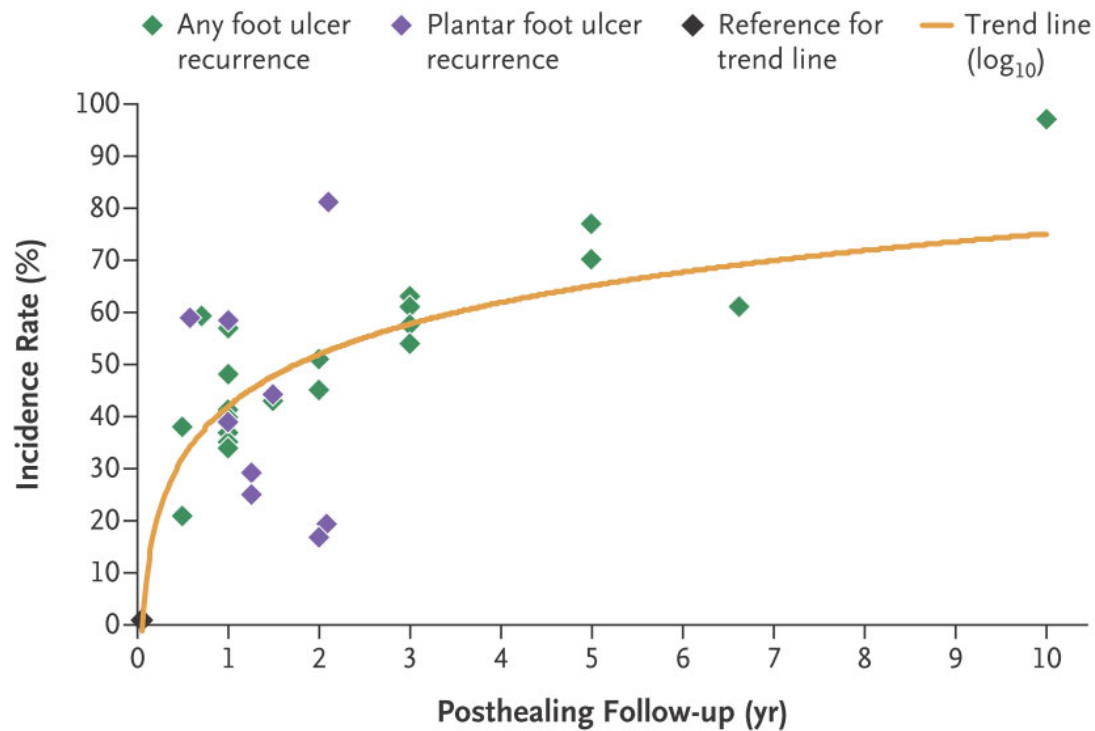 Any foot ulcer
recurrence
Plantar foot ulcer
recurrence
Reference for
trend line
Trend line
(log10)
100
90
80
70
60
50
40
30
20
10
0
Incidence Rate (%)
0 1 2 3 4 5 6 7 8 9 10
Posthealing Follow-up (yr)